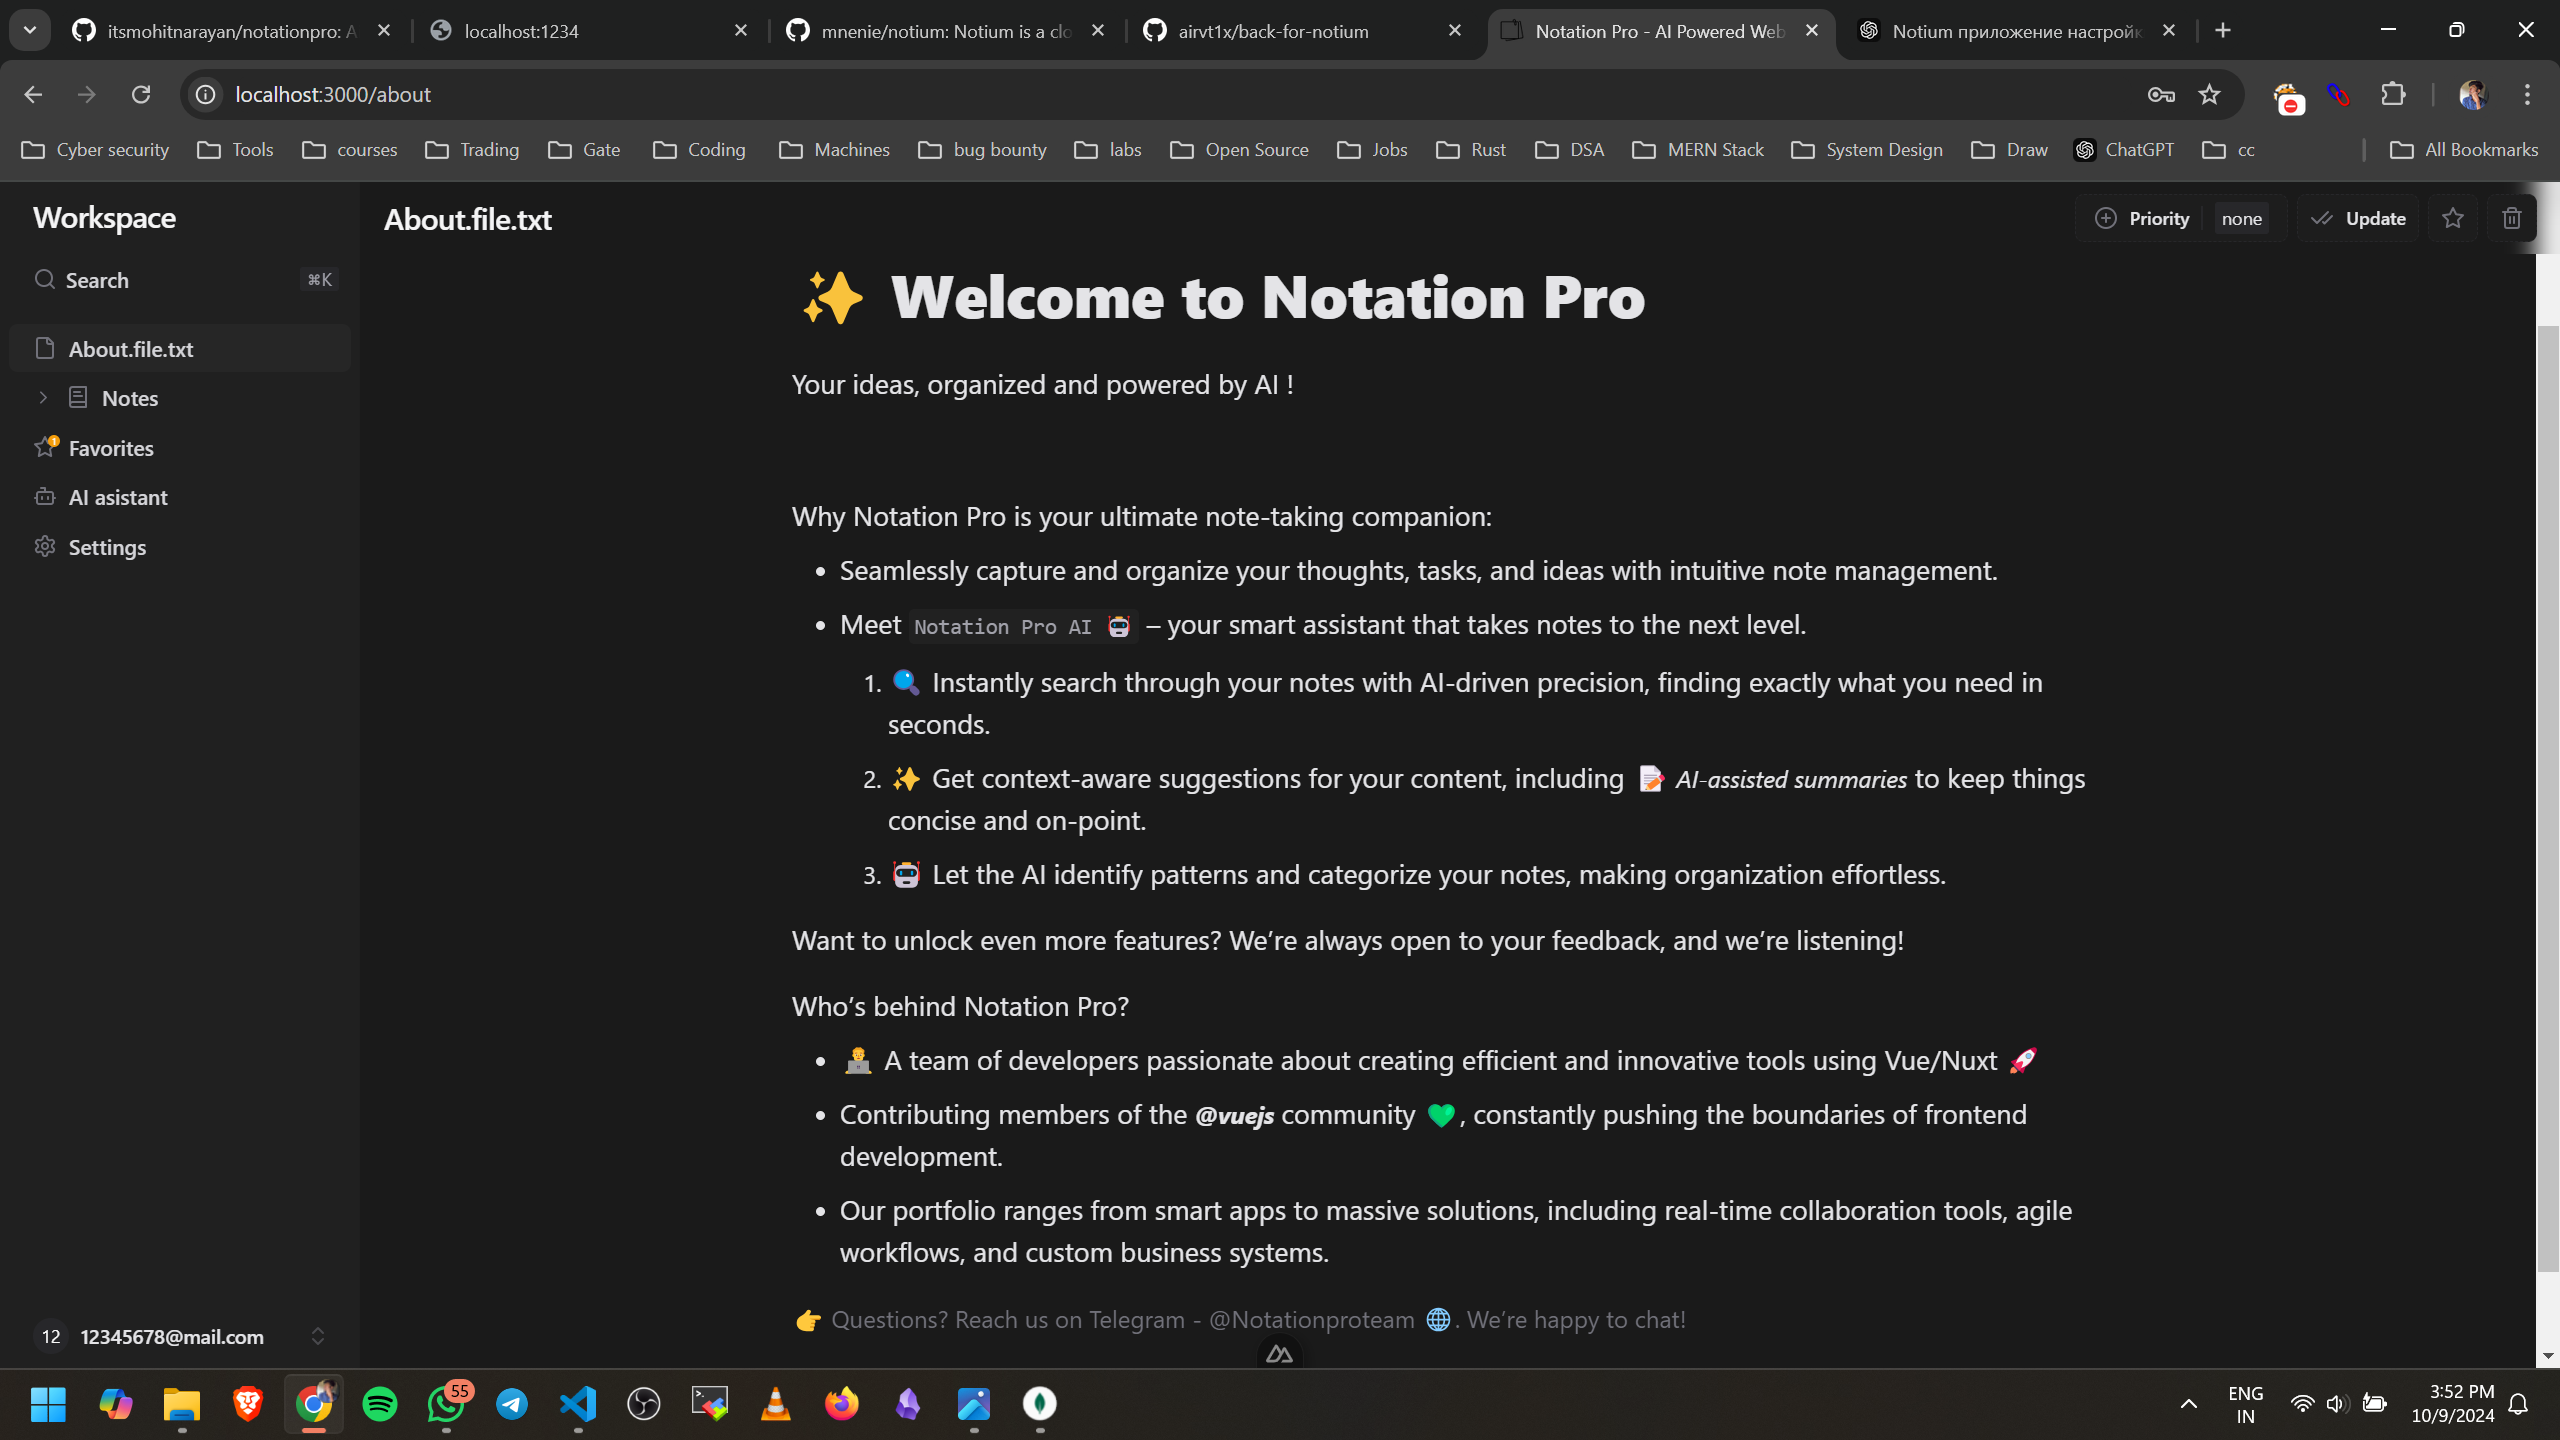 itsmohitnarayan/notationpro: A
localhost:1234
mnenie/notium: Notium is a clo
airvt1x/back-for-notium
Notation Pro - AI Powered Web
Notium приложение настройк
localhost:3000/about
Cyber security
Tools
courses
Trading
Gate
Coding
Machines
bug bounty
labs
Open Source
Jobs
Rust
DSA
MERN Stack
System Design
Draw
ChatGPT
cc
All Bookmarks
Workspace
Search
⌘K
About.file.txt
Notes
Favorites
1
AI asistant
Settings
12
12345678@mail.com
About.file.txt
Priority
none
Update
✨ Welcome to Notation Pro
Your ideas, organized and powered by AI !
Why Notation Pro is your ultimate note-taking companion:
• Seamlessly capture and organize your thoughts, tasks, and ideas with intuitive note management.
• Meet Notation Pro AI 🤖 – your smart assistant that takes notes to the next level.
1. 🔍 Instantly search through your notes with AI-driven precision, finding exactly what you need in
seconds.
2. ✨ Get context-aware suggestions for your content, including 📝 AI-assisted summaries to keep things
concise and on-point.
3. 🤖 Let the AI identify patterns and categorize your notes, making organization effortless.
Want to unlock even more features? We’re always open to your feedback, and we’re listening!
Who’s behind Notation Pro?
• 👨‍💻 A team of developers passionate about creating efficient and innovative tools using Vue/Nuxt 🚀
• Contributing members of the @vuejs community 💚, constantly pushing the boundaries of frontend
development.
• Our portfolio ranges from smart apps to massive solutions, including real-time collaboration tools, agile
workflows, and custom business systems.
👉 Questions? Reach us on Telegram - @Notationproteam 🌐. We’re happy to chat!
55
ENG
IN
3:52 PM
10/9/2024